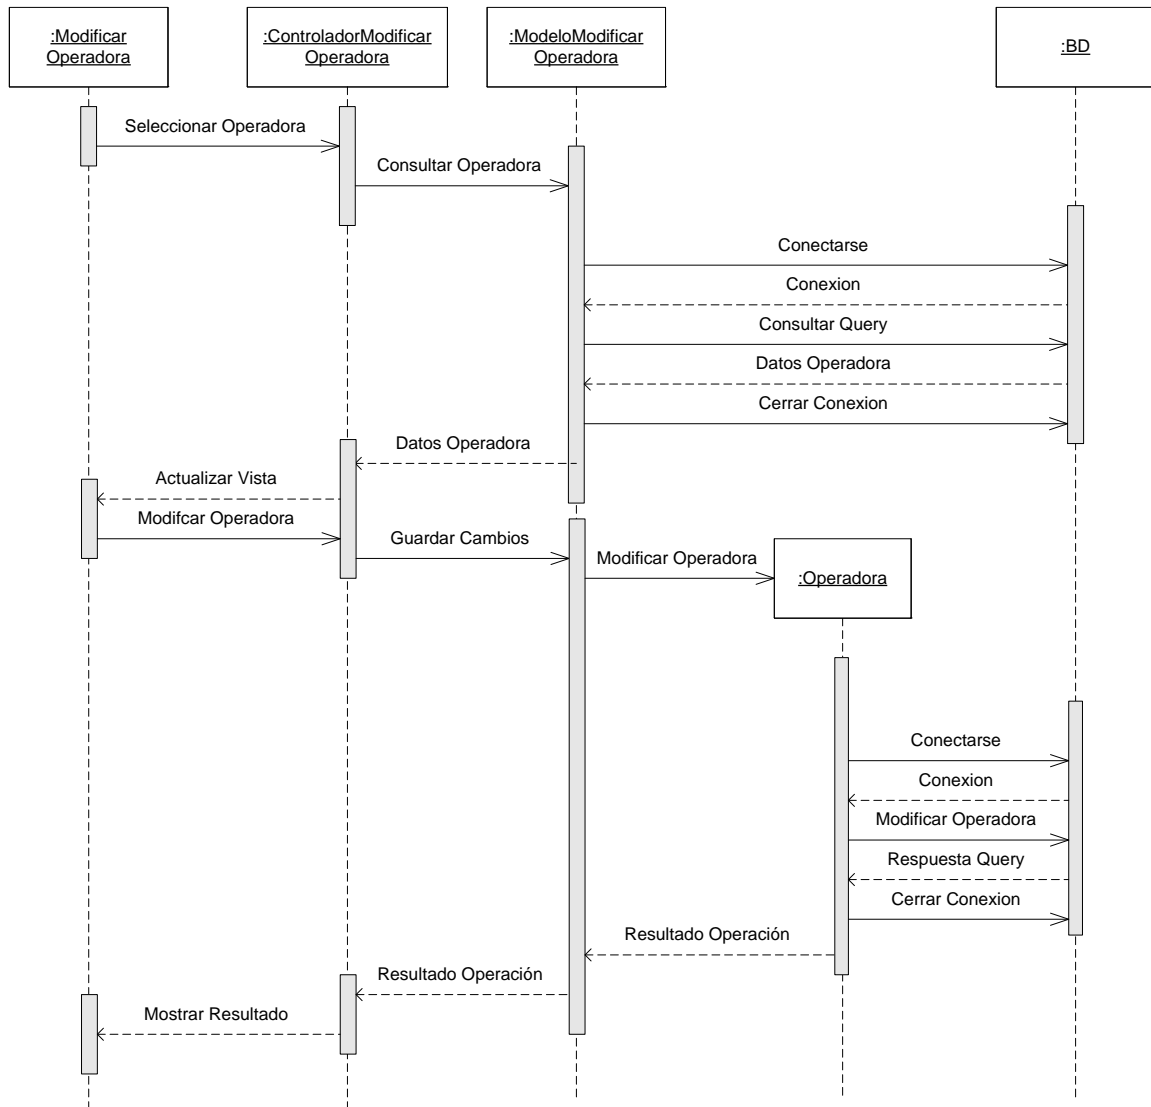 :Modificar
Operadora
:ControladorModificar
Operadora
:ModeloModificar
Operadora
:BD
Seleccionar Operadora
Consultar Operadora
Conectarse
Conexion
Consultar Query
Datos Operadora
Cerrar Conexion
Datos Operadora
Actualizar Vista
Modifcar Operadora
Guardar Cambios
Modificar Operadora
:Operadora
Conectarse
Conexion
Modificar Operadora
Respuesta Query
Cerrar Conexion
Resultado Operación
Resultado Operación
Mostrar Resultado